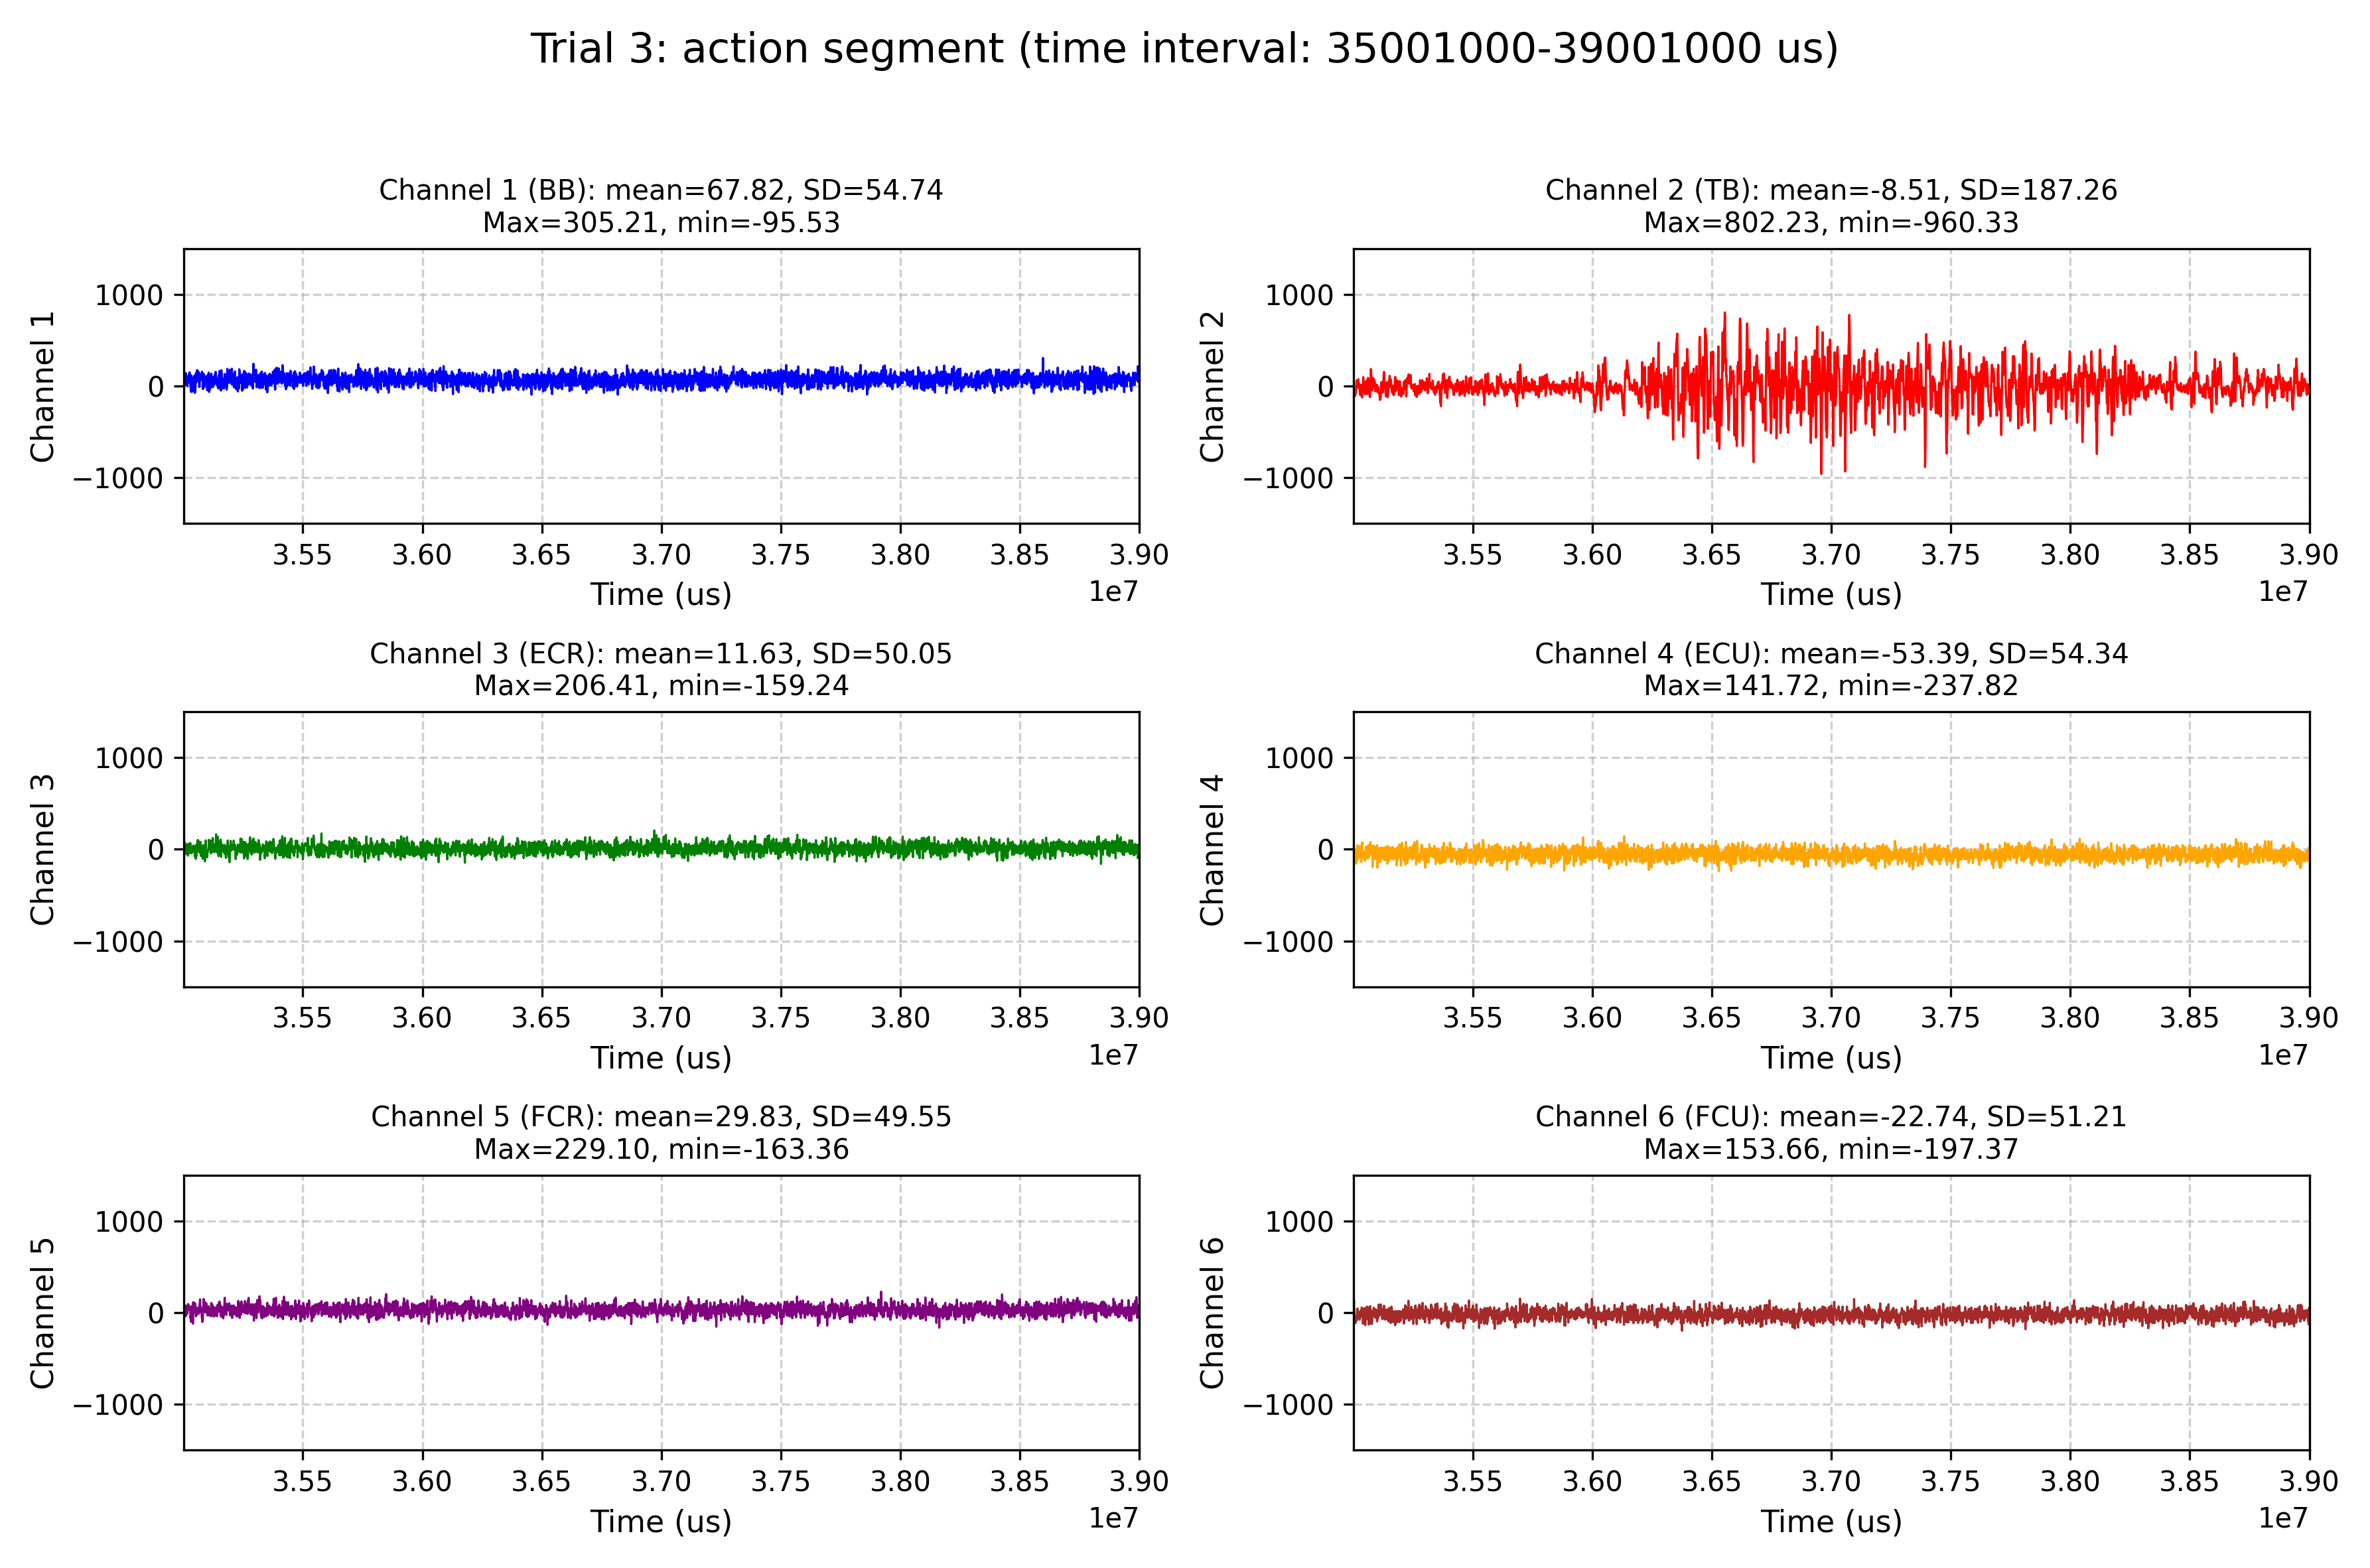 Trial 3: action segment (time interval: 35001000-39001000 us)
Channel 1 (BB): mean=67.82, SD=54.74
Max=305.21, min=-95.53
Channel 1
1000
0
−1000
3.55 3.60 3.65 3.70 3.75 3.80 3.85 3.90
1e7
Time (us)
Channel 2 (TB): mean=-8.51, SD=187.26
Max=802.23, min=-960.33
Channel 2
1000
0
−1000
3.55 3.60 3.65 3.70 3.75 3.80 3.85 3.90
1e7
Time (us)
Channel 3 (ECR): mean=11.63, SD=50.05
Max=206.41, min=-159.24
Channel 3
1000
0
−1000
3.55 3.60 3.65 3.70 3.75 3.80 3.85 3.90
1e7
Time (us)
Channel 4 (ECU): mean=-53.39, SD=54.34
Max=141.72, min=-237.82
Channel 4
1000
0
−1000
3.55 3.60 3.65 3.70 3.75 3.80 3.85 3.90
1e7
Time (us)
Channel 5 (FCR): mean=29.83, SD=49.55
Max=229.10, min=-163.36
Channel 5
1000
0
−1000
3.55 3.60 3.65 3.70 3.75 3.80 3.85 3.90
1e7
Time (us)
Channel 6 (FCU): mean=-22.74, SD=51.21
Max=153.66, min=-197.37
Channel 6
1000
0
−1000
3.55 3.60 3.65 3.70 3.75 3.80 3.85 3.90
1e7
Time (us)